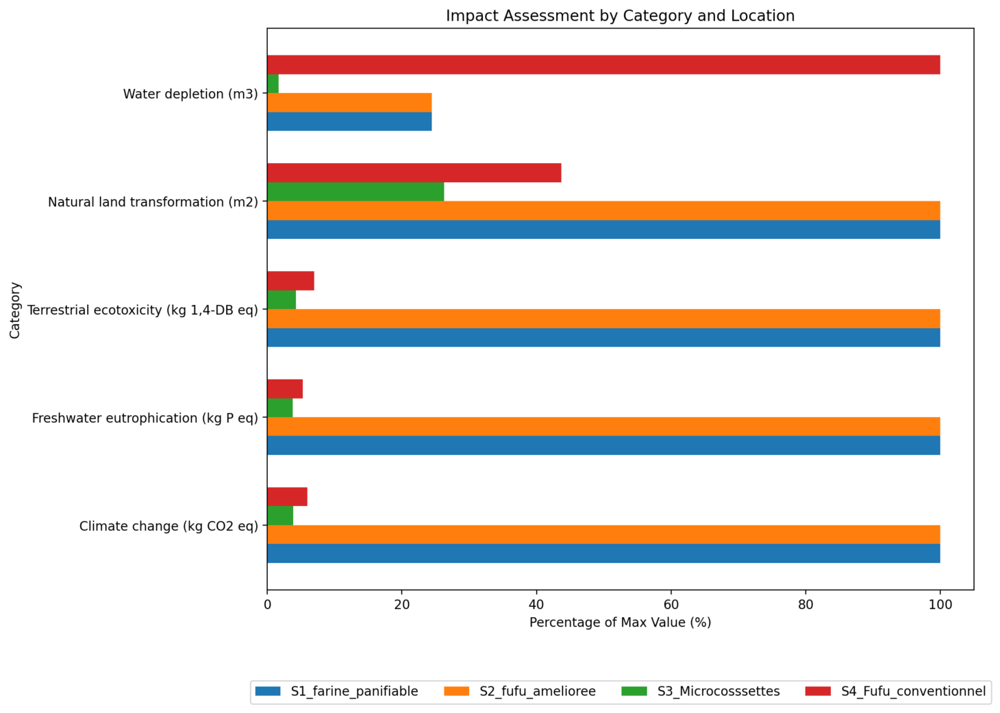 Impact Assessment by Category and Location
Water depletion (m3)
Natural land transformation (m2)
Terrestrial ecotoxicity (kg 1,4-DB eq)
Freshwater eutrophication (kg P eq)
Climate change (kg CO2 eq)
Category
0 20 40 60 80 100
Percentage of Max Value (%)
S1_farine_panifiable S2_fufu_amelioree S3_Microcosssettes S4_Fufu_conventionnel